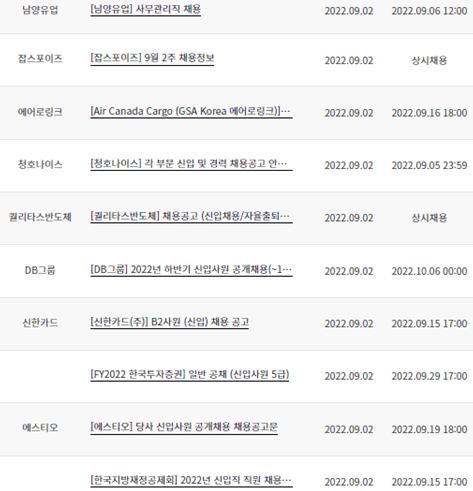 남양유업 [남양유업] 사무관리직 채용 2022.09.02 2022.09.06 12:00
잡스포이즈 [잡스포이즈] 9월 2주 채용정보 2022.09.02 상시채용
에어로링크 [Air Canada Cargo (GSA Korea 에어로링크)]··· 2022.09.02 2022.09.16 18:00
청호나이스 [청호나이스] 각 부문 신입 및 경력 채용공고 안··· 2022.09.02 2022.09.05 23:59
퀄리타스반도체 [퀄리타스반도체] 채용공고 (신입채용/자율출퇴··· 2022.09.02 상시채용
DB그룹 [DB그룹] 2022년 하반기 신입사원 공개채용(~1··· 2022.09.02 2022.10.06 00:00
신한카드 [신한카드(주)] B2사원 (신입) 채용 공고 2022.09.02 2022.09.15 17:00
[FY2022 한국투자증권] 일반 공채 (신입사원 5급) 2022.09.02 2022.09.29 17:00
에스티오 [에스티오] 당사 신입사원 공개채용 채용공고문 2022.09.02 2022.09.19 18:00
[한국지방재정공제회] 2022년 신입직 직원 채용··· 2022.09.02 2022.09.15 17:00